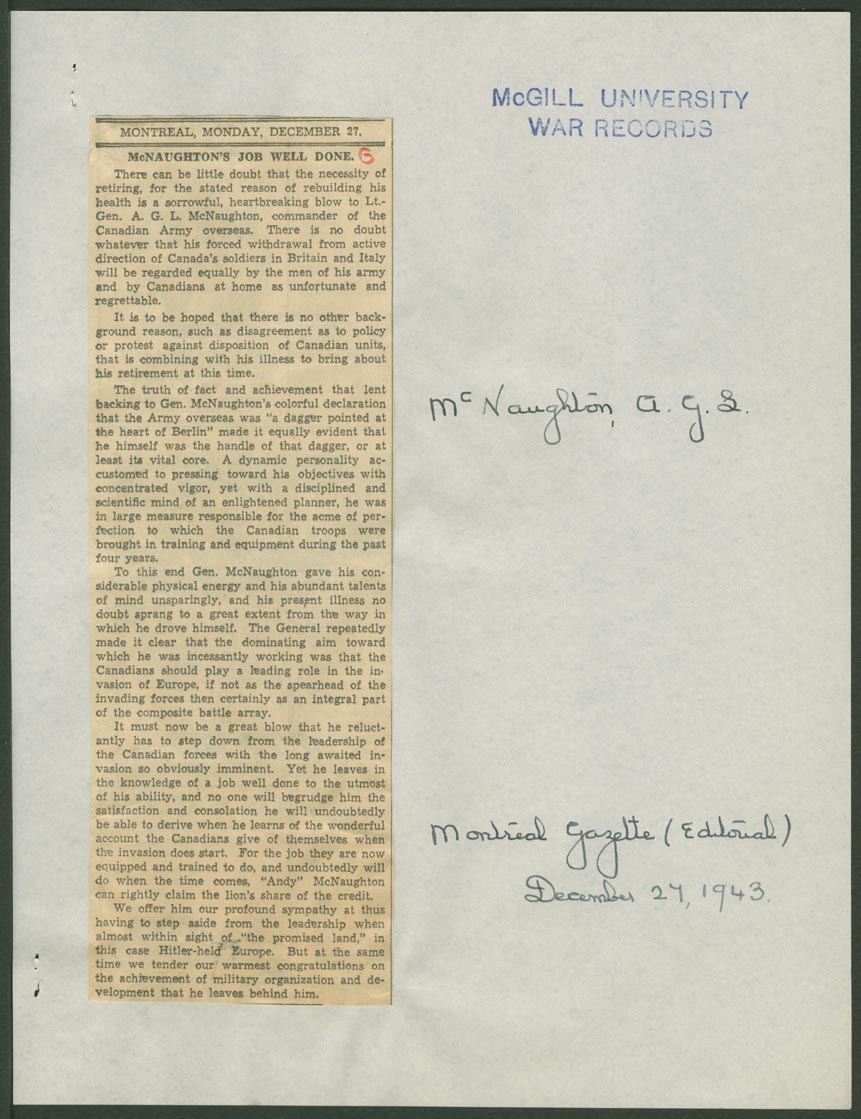 McGILL UNIVERSITY
WAR RECORDS
MONTREAL, MONDAY, DECEMBER 27.
McNAUGHTON'S JOB WELL DONE. G
There can be little doubt that the necessity of
retiring, for the stated reason of rebuilding his
health is a sorrowful, heartbreaking blow to Lt.-
Gen. A. G. L. McNaughton, commander of the
Canadian Army overseas. There is no doubt
whatever that his forced withdrawal from active
direction of Canada's soldiers in Britain and Italy
will be regarded equally by the men of his army
and by Canadians at home as unfortunate and
regrettable.
It is to be hoped that there is no other back-
ground reason, such as disagreement as to policy
or protest against disposition of Canadian units,
that is combining with his illness to bring about
his retirement at this time.
The truth of fact and achievement that lent
backing to Gen. McNaughton's colorful declaration
that the Army overseas was "a dagger pointed at
the heart of Berlin" made it equally evident that
he himself was the handle of that dagger, or at
least its vital core. A dynamic personality ac-
customed to pressing toward his objectives with
concentrated vigor, yet with a disciplined and
scientific mind of an enlightened planner, he was
in large measure responsible for the acme of per-
fection to which the Canadian troops were
brought in training and equipment during the past
four years.
To this end Gen. McNaughton gave his con-
siderable physical energy and his abundant talents
of mind unsparingly, and his present illness no
doubt sprang to a great extent from the way in
which he drove himself. The General repeatedly
made it clear that the dominating aim toward
which he was incessantly working was that the
Canadians should play a leading role in the in-
vasion of Europe, if not as the spearhead of the
invading forces then certainly as an integral part
of the composite battle array.
It must now be a great blow that he reluct-
antly has to step down from the leadership of
the Canadian forces with the long awaited in-
vasion so obviously imminent. Yet he leaves in
the knowledge of a job well done to the utmost
of his ability, and no one will begrudge him the
satisfaction and consolation he will undoubtedly
be able to derive when he learns of the wonderful
account the Canadians give of themselves when
the invasion does start. For the job they are now
equipped and trained to do, and undoubtedly will
do when the time comes, "Andy" McNaughton
can rightly claim the lion's share of the credit.
We offer him our profound sympathy at thus
having to step aside from the leadership when
almost within sight of "the promised land," in
this case Hitler-held Europe. But at the same
time we tender our warmest congratulations on
the achievement of military organization and de-
velopment that he leaves behind him.
McNaughton, A. G. L.
Montreal Gazette (Editorial)
December 27, 1943.